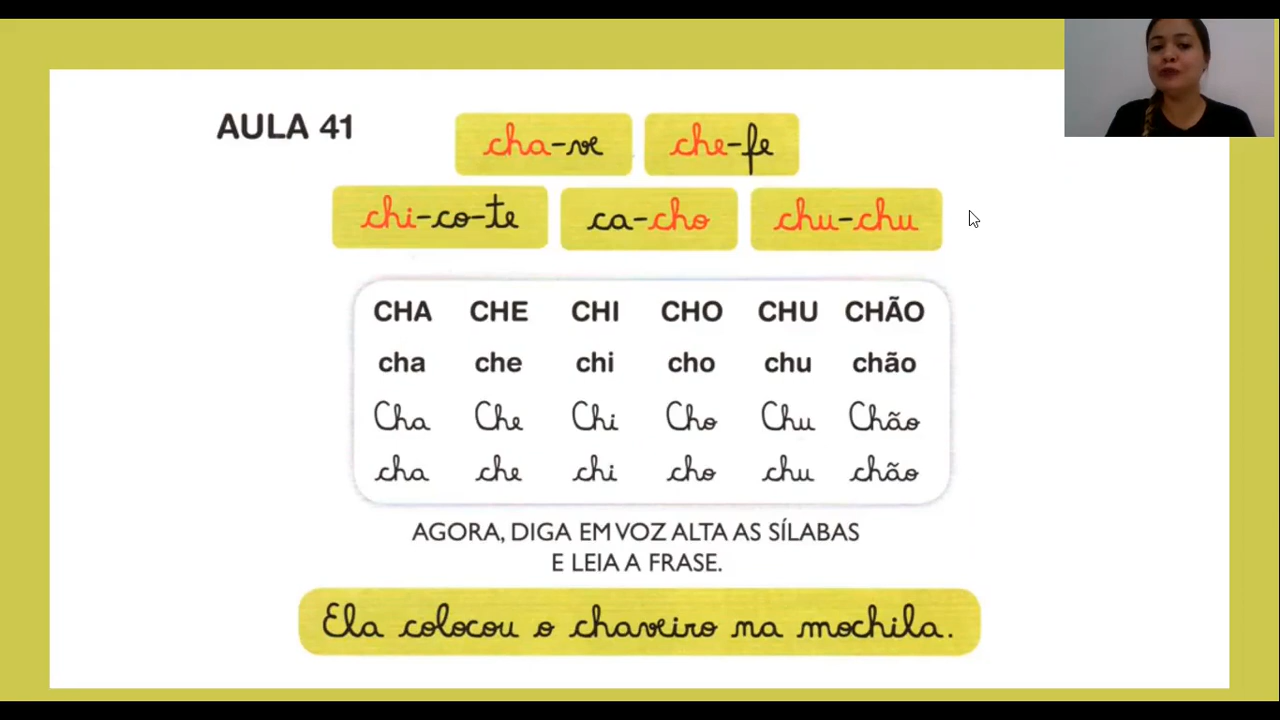 AULA 41
cha-ve che-fe
chi-co-te ca-cho chu-chu
CHA CHE CHI CHO CHU CHÃO
cha che chi cho chu chão
Cha Che Chi Cho Chu Chão
cha che chi cho chu chão
AGORA, DIGA EM VOZ ALTA AS SÍLABAS
E LEIA A FRASE.
Ela colocou o chaveiro na mochila.